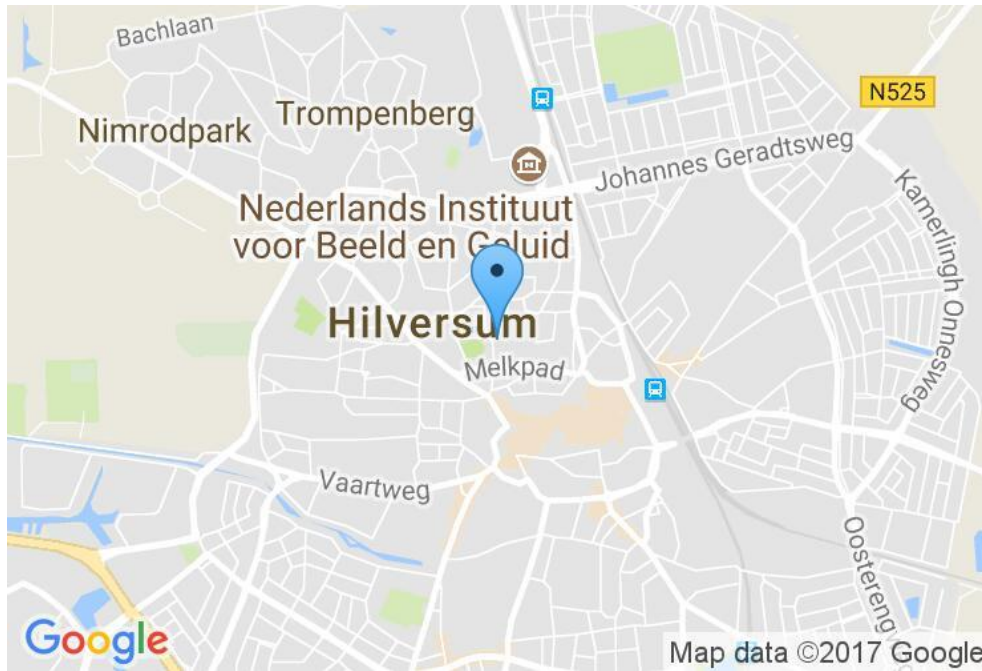 Bachlaan
N525
Trompenberg
Nimrodpark
Johannes Geradtsweg
Kamerlingh Onnesweg
Nederlands Instituut
voor Beeld en Geluid
Hilversum
Melkpad
Vaartweg
Oostereng
Google
Map data ©2017 Google